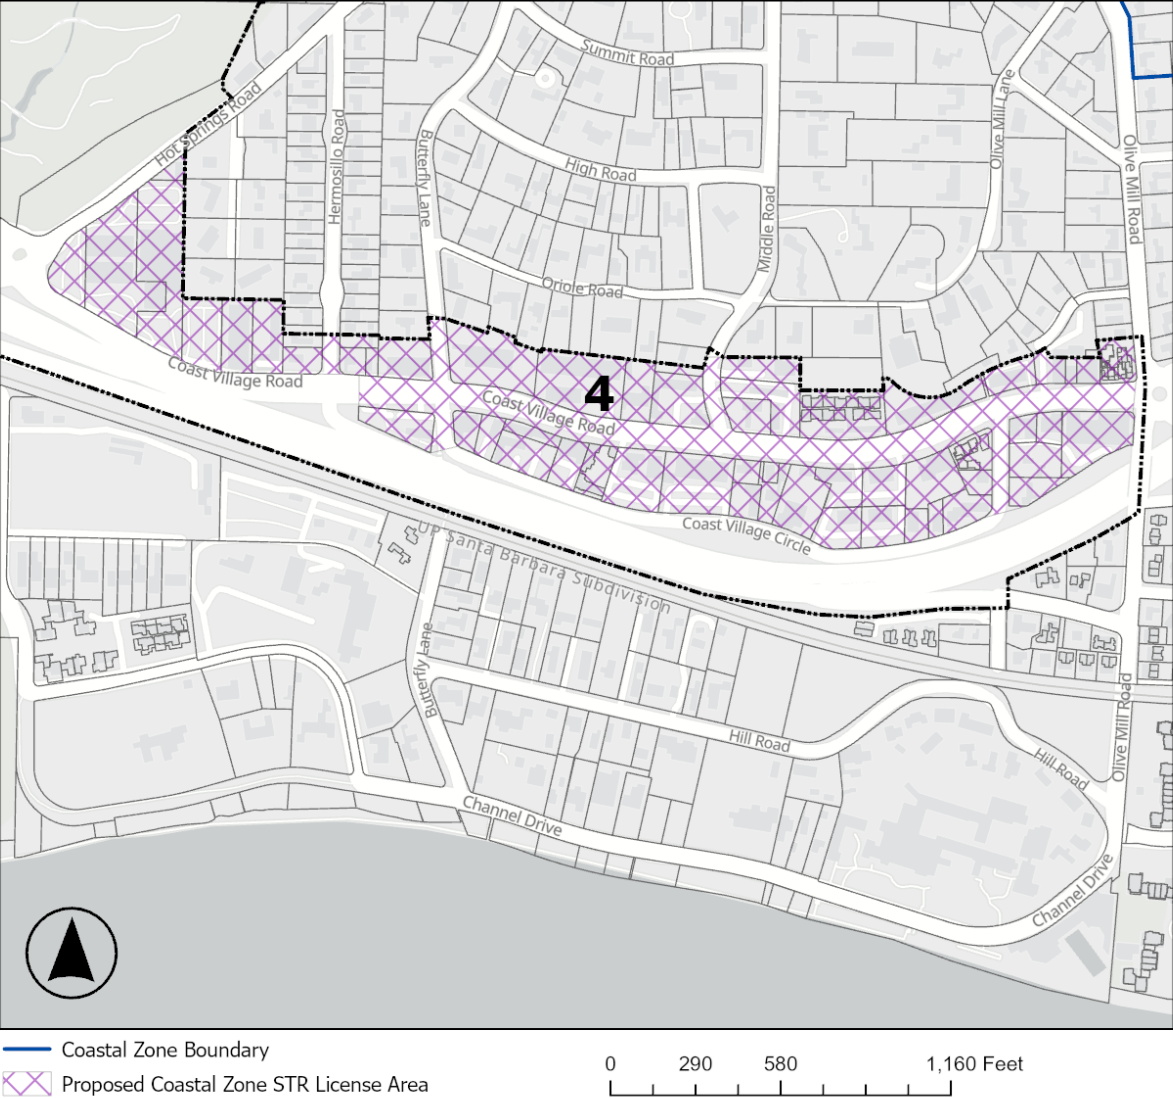 Summit Road
Hot Springs Road
Hermosillo Road
Butterfly Lane
High Road
Olive Mill Lane
Olive Mill Road
Middle Road
Oriole Road
Coast Village Road
4
Coast Village Road
Coast Village Circle
UP Santa Barbara Subdivision
Butterfly Lane
Hill Road
Hill Road
Olive Mill Road
Channel Drive
Channel Drive
Coastal Zone Boundary
Proposed Coastal Zone STR License Area
0 290 580 1,160 Feet